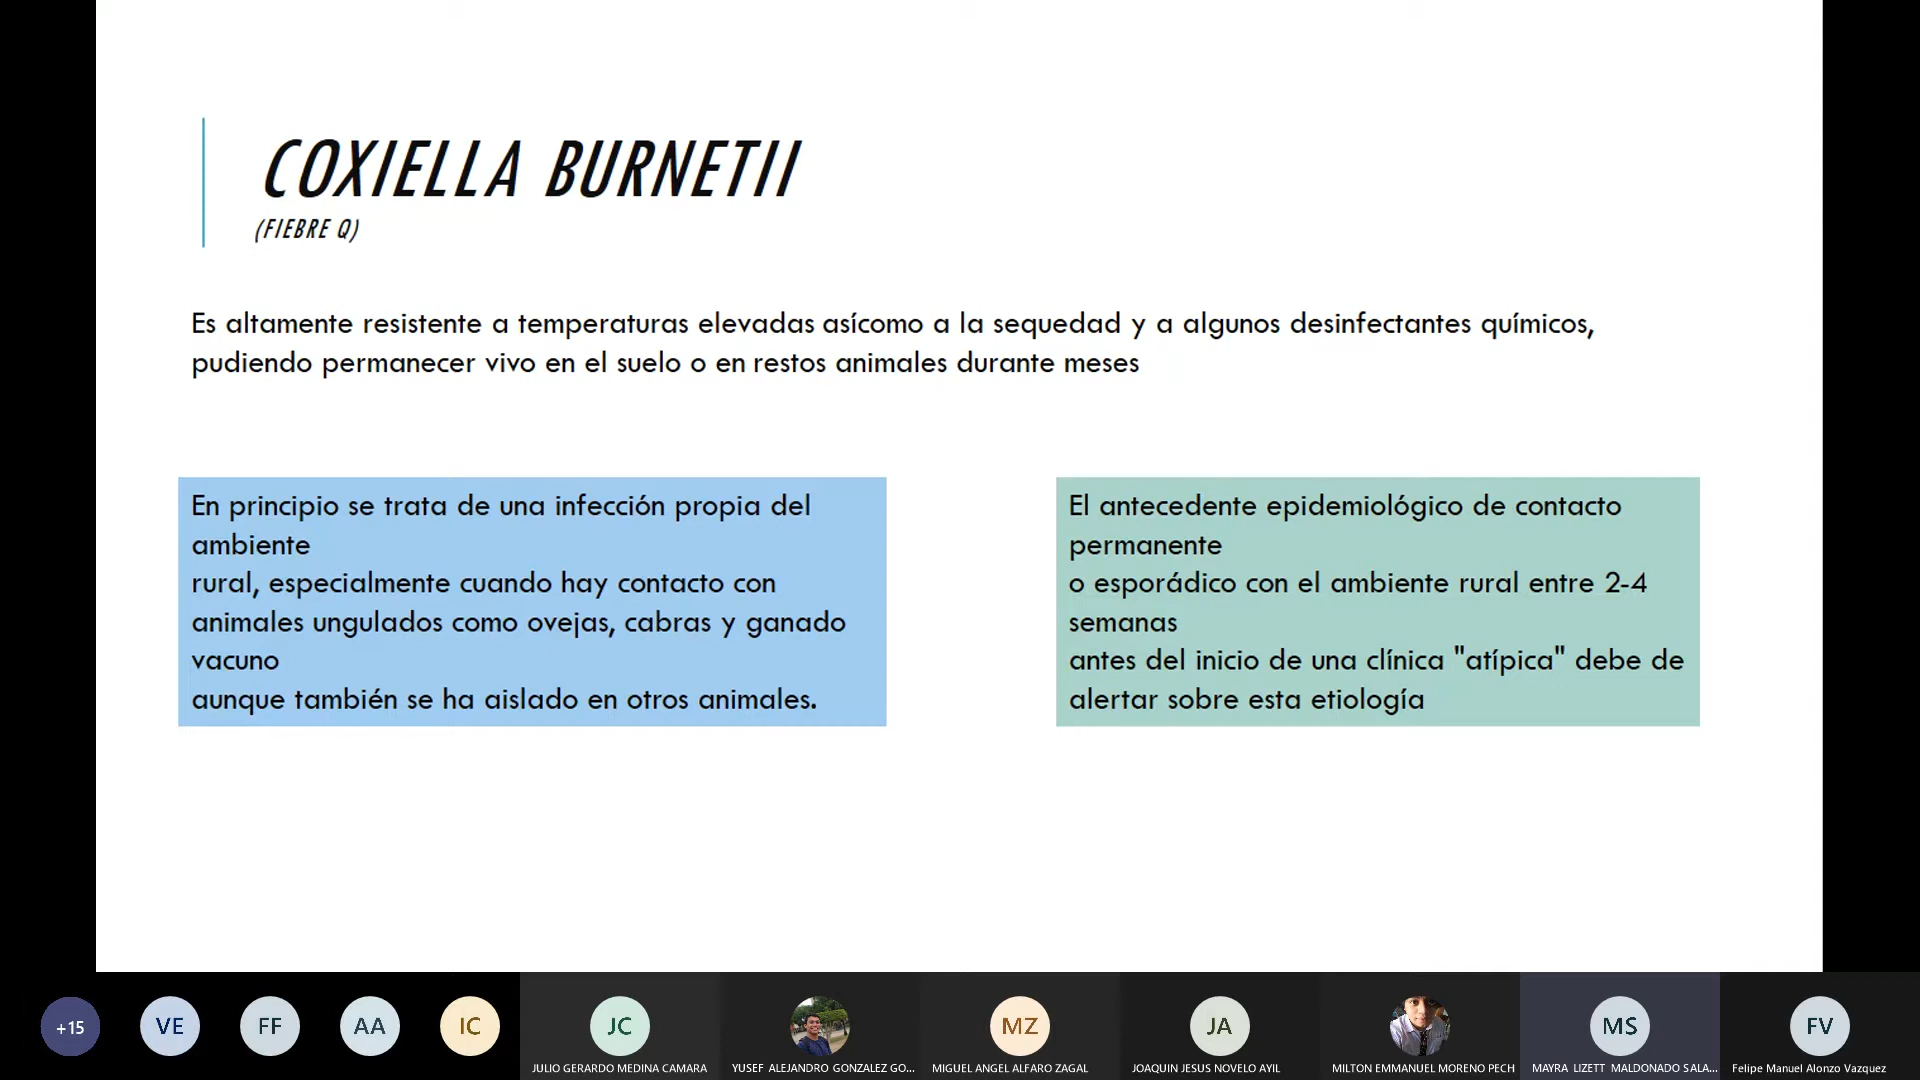 COXIELLA BURNETII
(FIEBRE Q)
Es altamente resistente a temperaturas elevadas asícomo a la sequedad y a algunos desinfectantes químicos,
pudiendo permanecer vivo en el suelo o en restos animales durante meses
En principio se trata de una infección propia del
ambiente
rural, especialmente cuando hay contacto con
animales ungulados como ovejas, cabras y ganado
vacuno
aunque también se ha aislado en otros animales.
El antecedente epidemiológico de contacto
permanente
o esporádico con el ambiente rural entre 2-4
semanas
antes del inicio de una clínica "atípica" debe de
alertar sobre esta etiología
+15
VE
FF
AA
IC
JC
MZ
JA
MS
FV
JULIO GERARDO MEDINA CAMARA
YUSEF ALEJANDRO GONZALEZ GO...
MIGUEL ANGEL ALFARO ZAGAL
JOAQUIN JESUS NOVELO AYIL
MILTON EMMANUEL MORENO PECH
MAYRA LIZETT MALDONADO SALA...
Felipe Manuel Alonzo Vazquez